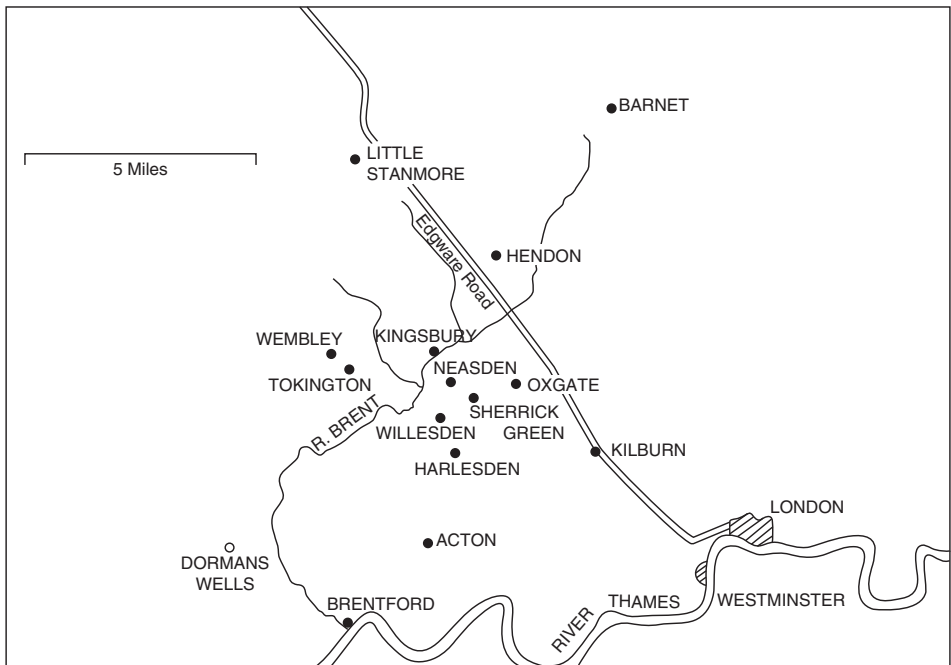 BARNET
5 Miles
LITTLE
STANMORE
Edgware Road
HENDON
WEMBLEY
KINGSBURY
NEASDEN
TOKINGTON
OXGATE
SHERRICK
GREEN
R. BRENT
WILLESDEN
HARLESDEN
KILBURN
LONDON
ACTON
DORMANS
WELLS
BRENTFORD
RIVER THAMES
WESTMINSTER